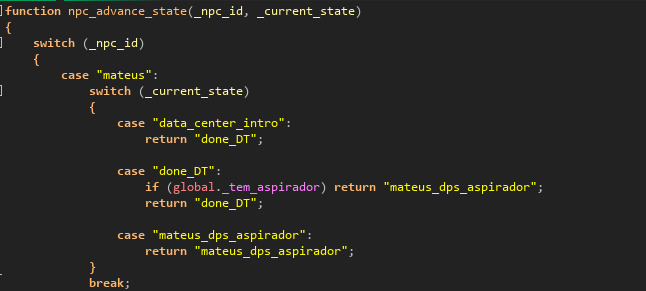 function npc_advance_state(_npc_id, _current_state)
{
    switch (_npc_id)
    {
        case "mateus":
            switch (_current_state)
            {
                case "data_center_intro":
                    return "done_DT";

                case "done_DT":
                    if (global._tem_aspirador) return "mateus_dps_aspirador";
                    return "done_DT";

                case "mateus_dps_aspirador":
                    return "mateus_dps_aspirador";
            }
            break;